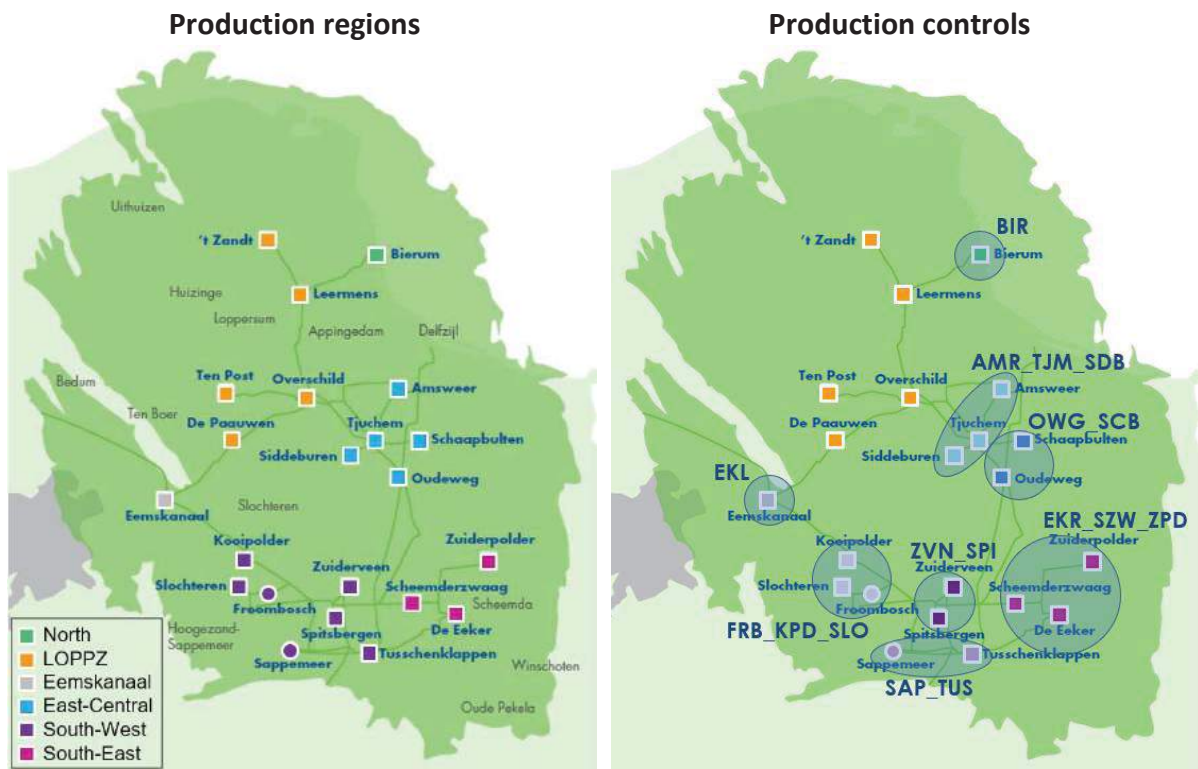 Production regions
Uithuizen
't Zandt
Bierum
Huizinge
Leermens
Loppersum
Appingedam
Delfzijl
Bedum
Ten Post
Overschild
Amsweer
Ten Boer
De Paauwen
Tjuchem
Schaapbulten
Siddeburen
Oudeweg
Eemskanaal
Slochteren
Kooipolder
Zuiderpolder
Zuiderveen
Slochteren
Scheemderzwaag
Froombosch
Scheemda
De Eeker
Hoogezand-
Sappemeer
Spitsbergen
Sappemeer
Tusschenklappen
Winschoten
Oude Pekela
North
LOPPZ
Eemskanaal
East-Central
South-West
South-East
Production controls
BIR
't Zandt
Bierum
Leermens
AMR_TJM_SDB
Ten Post
Overschild
Amsweer
De Paauwen
Tjuchem
OWG_SCB
Schaapbulten
Siddeburen
EKL
Oudeweg
Eemskanaal
EKR_SZW_ZPD
Kooipolder
ZVN_SPI
Zuiderpolder
Zuiderveen
Slochteren
Scheemderzwaag
Froombosch
De Eeker
FRB_KPD_SLO
Spitsbergen
Sappemeer
Tusschenklappen
SAP_TUS